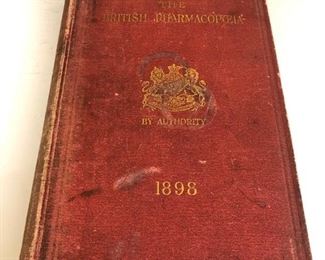 THE
BRITISH PHARMACOPŒIA
BY AUTHORITY
1898